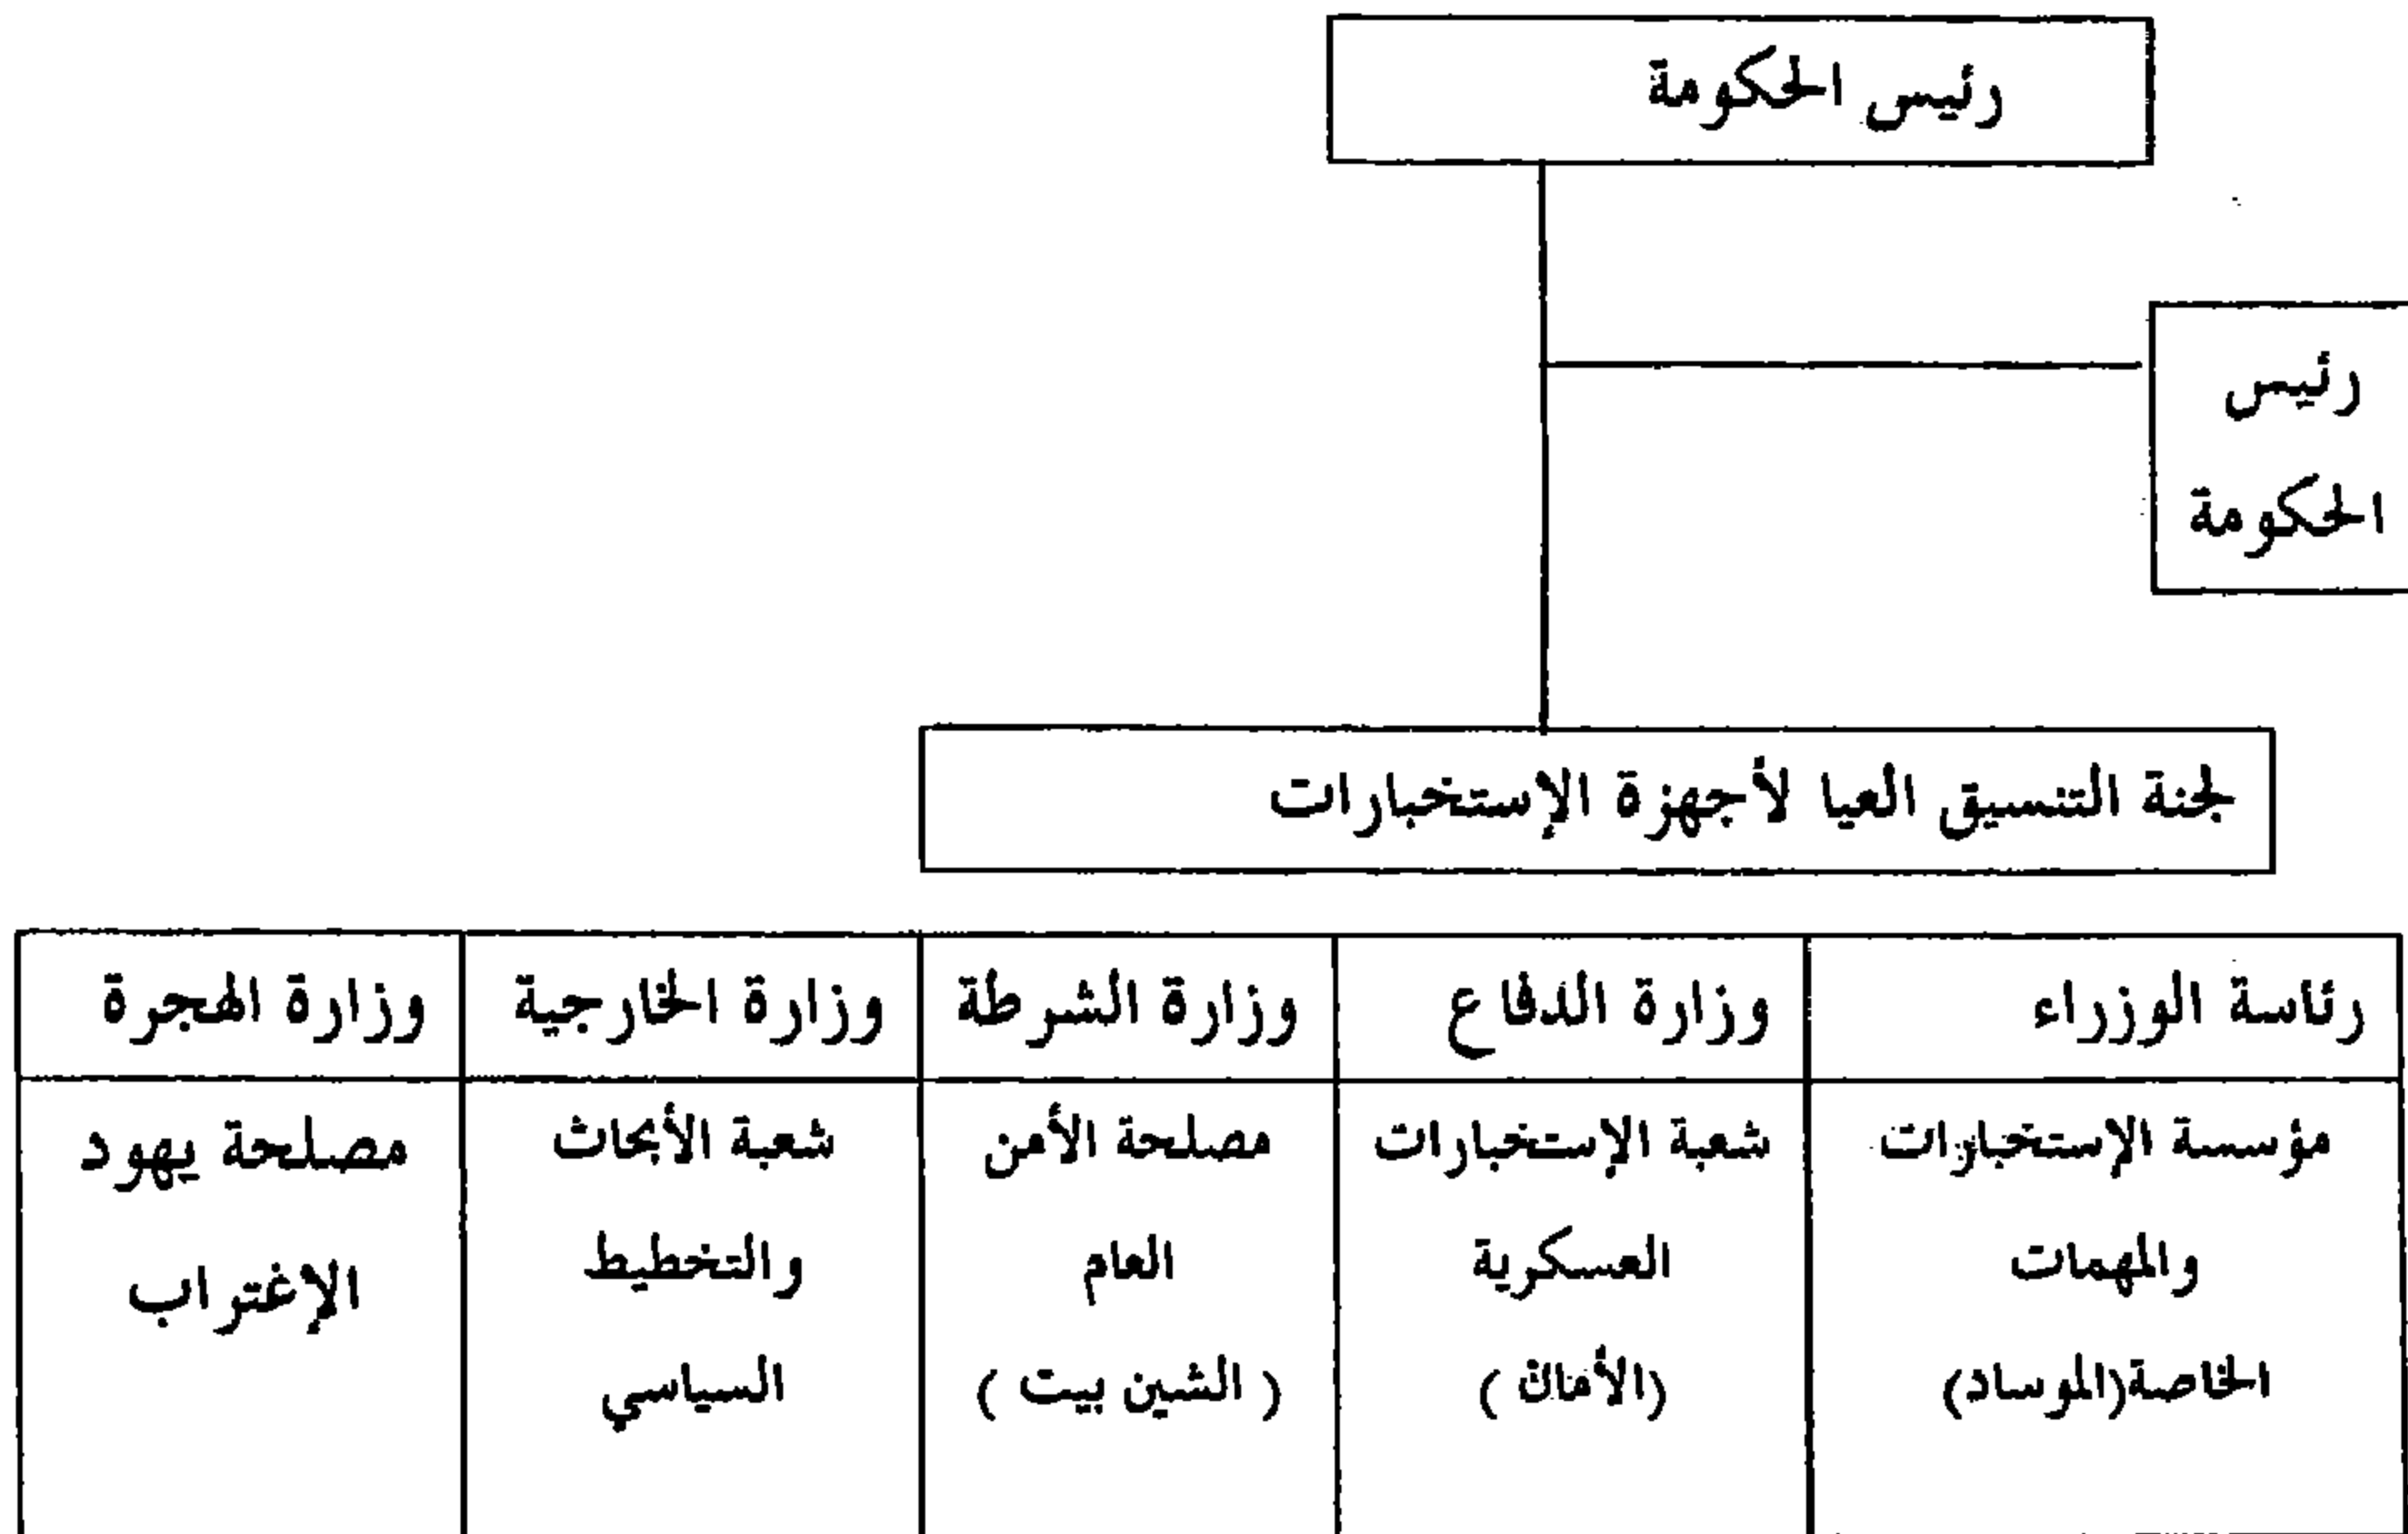 رئيس الحكومة
رئيس
الحكومة
لجنة التنسيق العيا لأجهزة الإستخبارات
رئاسة الوزراء
وزارة الدفاع
وزارة الشرطة
وزارة الخارجية
وزارة الهجرة
مؤسسة الإستخبارات
والمهمات
الخاصة(الموساد)
شعبة الإستخبارات
العسكرية
(الأماك )
مصلحة الأمن
العام
( الشين بيت )
شعبة الأبحاث
والتخطيط
السياسي
مصلحة يهود
الإغتراب